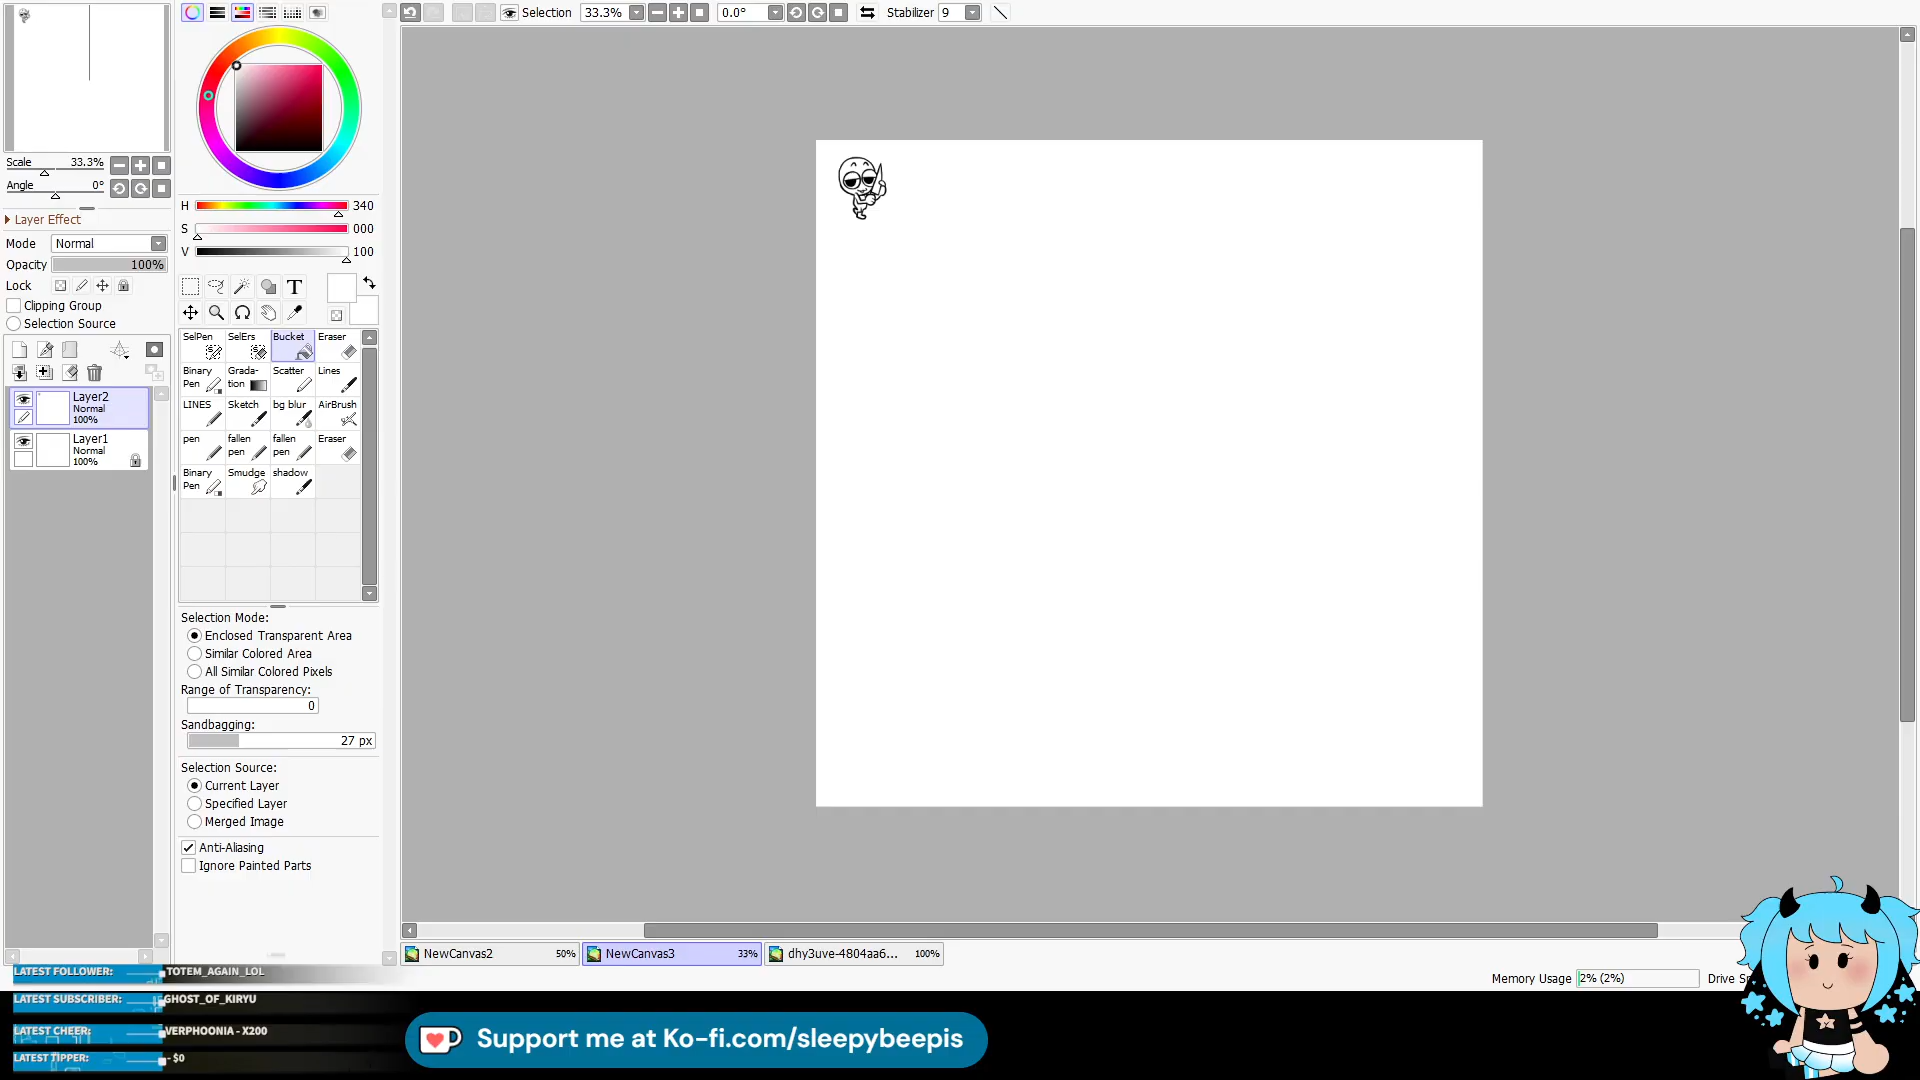 Selection 33.3% 0.0° Stabilizer 9
Scale 33.3%
Angle 0°
Layer Effect
Mode Normal
Opacity 100%
Lock
Clipping Group
Selection Source
Layer2
Normal
100%
Layer1
Normal
100%
H 340
S 000
V 100
T
SelPen SelErs Bucket Eraser
Binary Pen Grada-tion Scatter Lines
LINES Sketch bg blur AirBrush
pen fallen pen fallen pen Eraser
Binary Pen Smudge shadow
Selection Mode:
Enclosed Transparent Area
Similar Colored Area
All Similar Colored Pixels
Range of Transparency:
0
Sandbagging:
27 px
Selection Source:
Current Layer
Specified Layer
Merged Image
Anti-Aliasing
Ignore Painted Parts
NewCanvas2 50% NewCanvas3 33% dhy3uve-4804aa6... 100%
Memory Usage 2% (2%) Drive
LATEST FOLLOWER: TOTEM_AGAIN_LOL
LATEST SUBSCRIBER: GHOST_OF_KIRYU
LATEST CHEER: VERPHOONIA - X200
LATEST TIPPER: - $0
Support me at Ko-fi.com/sleepybeepis